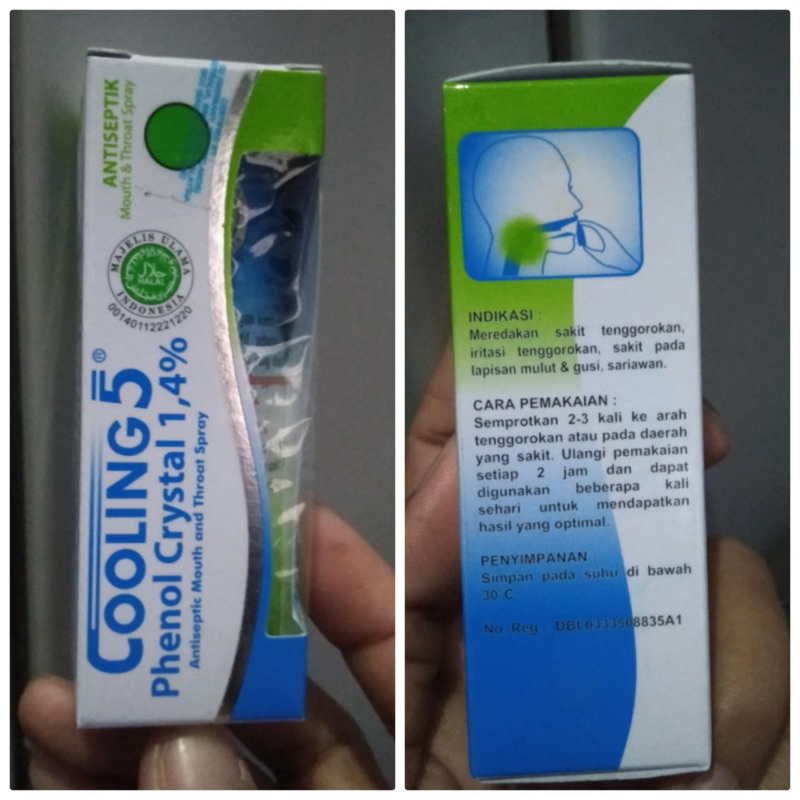 ANTISEPTIK
Mouth & Throat Spray
MAJELIS ULAMA
حلال
HALAL
INDONESIA
00140112221220
COOLING5®
Phenol Crystal 1,4%
Antiseptic Mouth and Throat Spray
INDIKASI :
Meredakan sakit tenggorokan,
iritasi tenggorokan, sakit pada
lapisan mulut & gusi, sariawan.
CARA PEMAKAIAN :
Semprotkan 2-3 kali ke arah
tenggorokan atau pada daerah
yang sakit. Ulangi pemakaian
setiap 2 jam dan dapat
digunakan beberapa kali
sehari untuk mendapatkan
hasil yang optimal.
PENYIMPANAN :
Simpan pada suhu di bawah
30 C
No. Reg : DBL0333508835A1